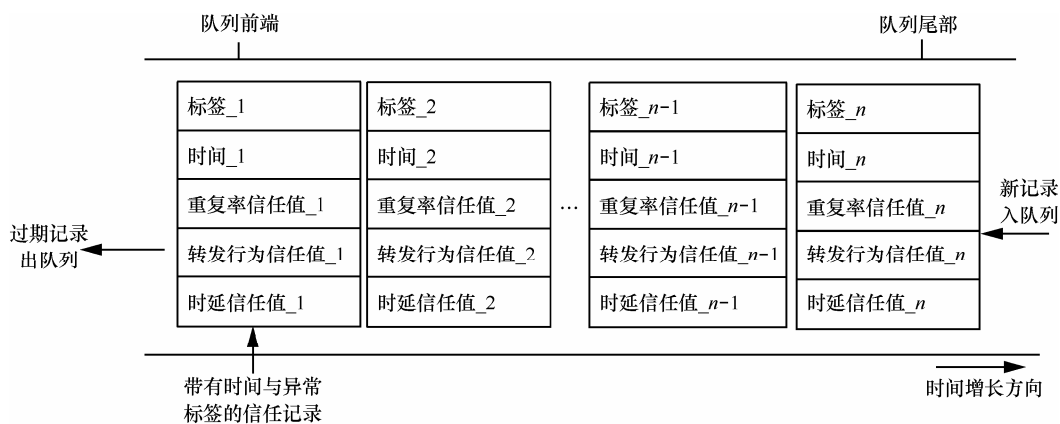 队列前端
队列尾部
标签_1
标签_2
标签_n-1
标签_n
时间_1
时间_2
时间_n-1
时间_n
重复率信任值_1
重复率信任值_2
…
重复率信任值_n-1
重复率信任值_n
新记录
入队列
过期记录
出队列
转发行为信任值_1
转发行为信任值_2
转发行为信任值_n-1
转发行为信任值_n
时延信任值_1
时延信任值_2
时延信任值_n-1
时延信任值_n
带有时间与异常
标签的信任记录
时间增长方向